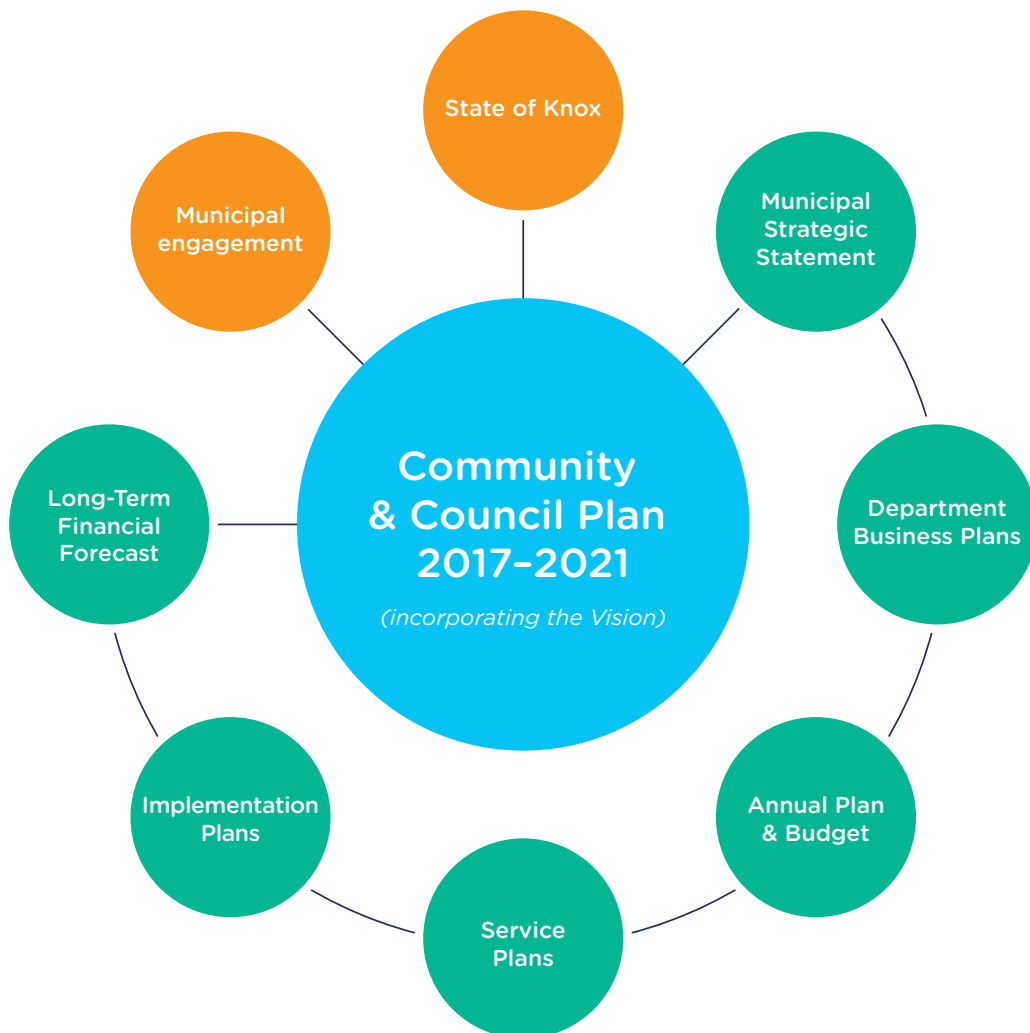 State of Knox
Municipal
engagement
Municipal
Strategic
Statement
Community
& Council Plan
2017–2021
(incorporating the Vision)
Long-Term
Financial
Forecast
Department
Business Plans
Implementation
Plans
Annual Plan
& Budget
Service
Plans